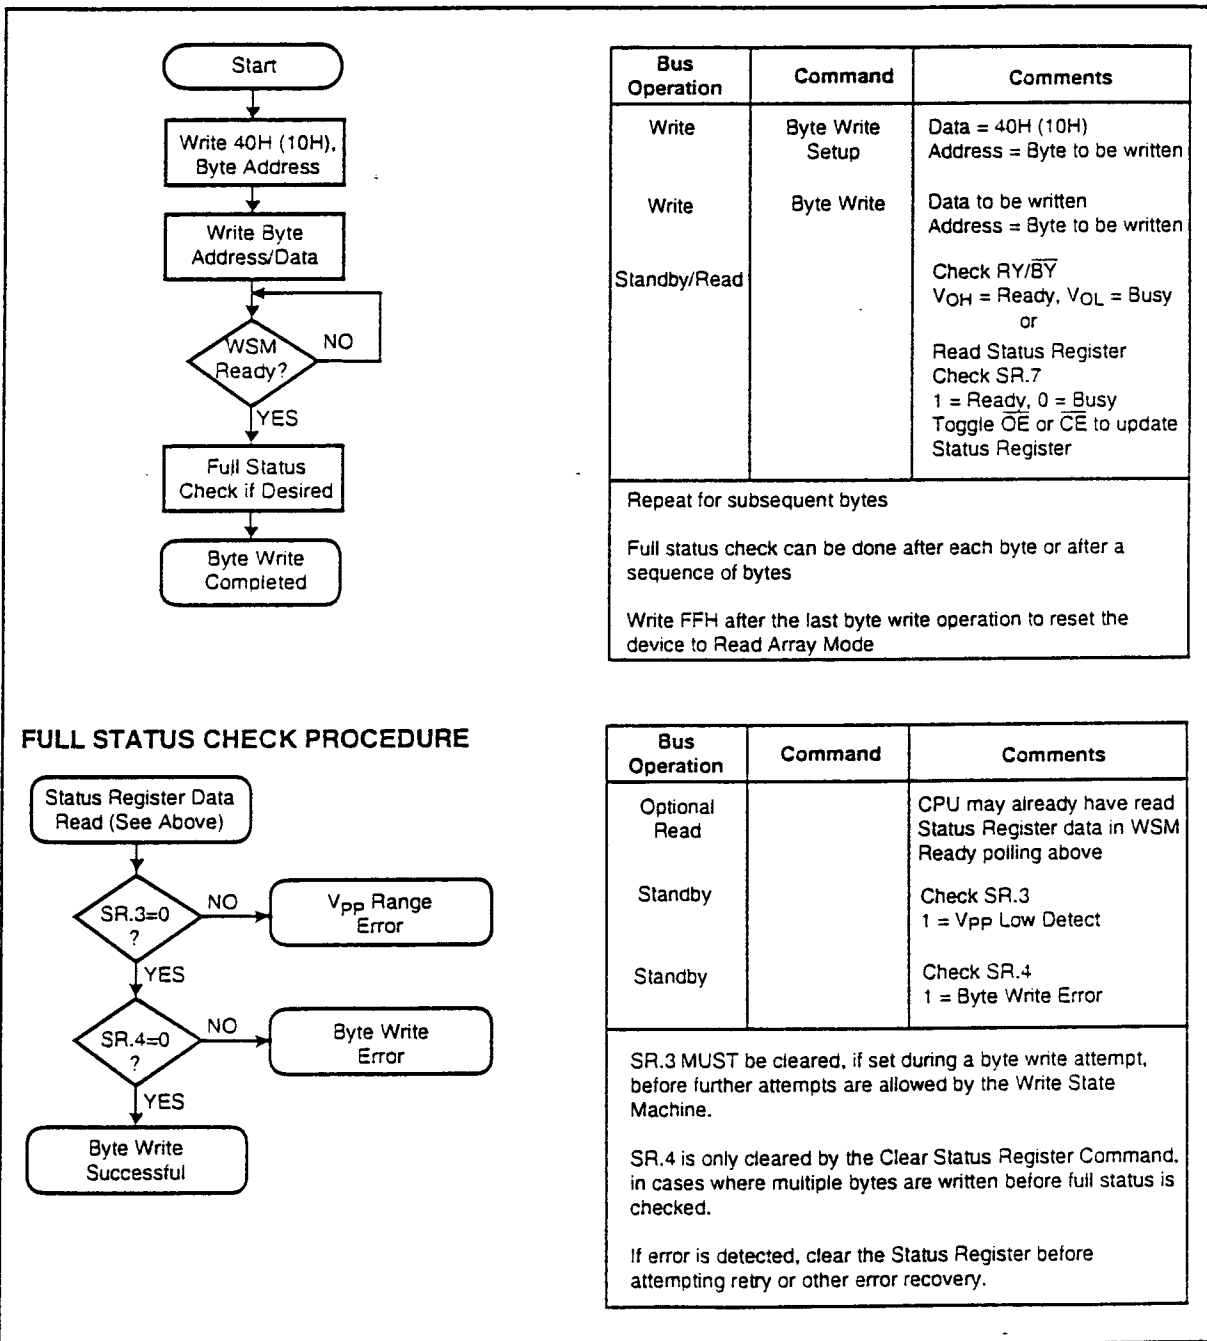 Start
Write 40H (10H),
Byte Address
Write Byte
Address/Data
WSM
Ready?
NO
YES
Full Status
Check if Desired
Byte Write
Completed
Bus
Operation
Command
Comments
Write
Byte Write
Setup
Data = 40H (10H)
Address = Byte to be written
Write
Byte Write
Data to be written
Address = Byte to be written
Standby/Read
Check RY/B̅Y̅
VOH = Ready, VOL = Busy
or
Read Status Register
Check SR.7
1 = Ready, 0 = Busy
Toggle O̅E̅ or C̅E̅ to update
Status Register
Repeat for subsequent bytes
Full status check can be done after each byte or after a
sequence of bytes
Write FFH after the last byte write operation to reset the
device to Read Array Mode
FULL STATUS CHECK PROCEDURE
Status Register Data
Read (See Above)
SR.3=0
?
NO
VPP Range
Error
YES
SR.4=0
?
NO
Byte Write
Error
YES
Byte Write
Successful
Bus
Operation
Command
Comments
Optional
Read
CPU may already have read
Status Register data in WSM
Ready polling above
Standby
Check SR.3
1 = VPP Low Detect
Standby
Check SR.4
1 = Byte Write Error
SR.3 MUST be cleared, if set during a byte write attempt,
before further attempts are allowed by the Write State
Machine.
SR.4 is only cleared by the Clear Status Register Command,
in cases where multiple bytes are written before full status is
checked.
If error is detected, clear the Status Register before
attempting retry or other error recovery.